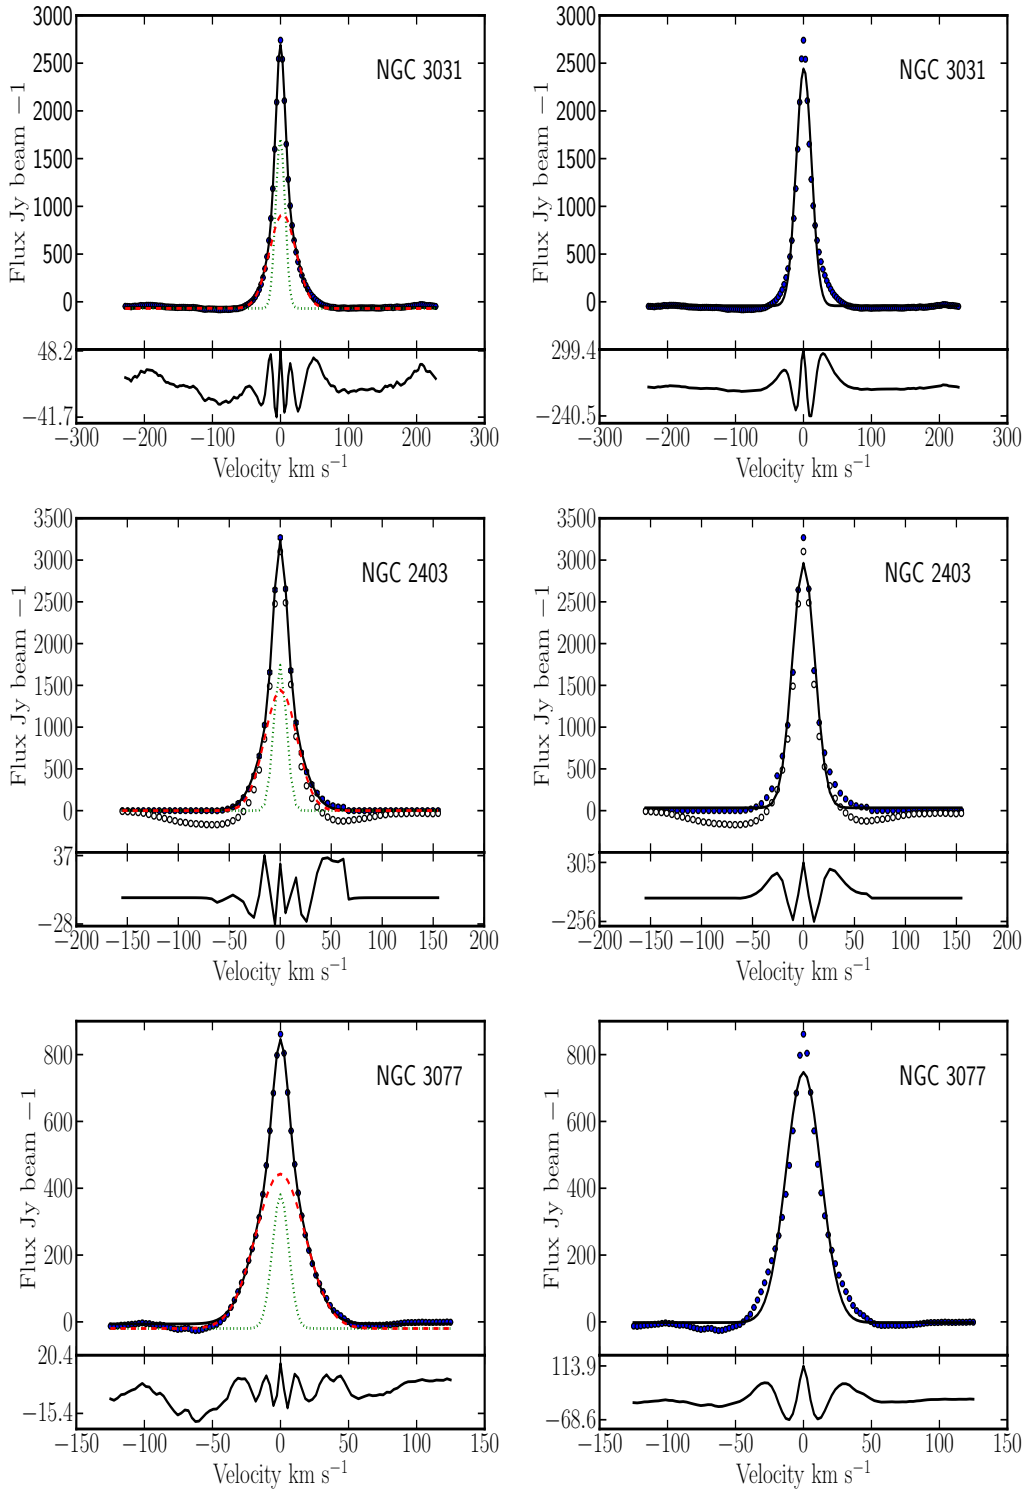 3000 3000
2500 2500
2000 2000
1500 1500
1000 1000
500 500
0 0
NGC 3031 NGC 3031
Flux Jy beam −1 Flux Jy beam −1
48.2 299.4
−41.7 −240.5
−300 −200 −100 0 100 200 300 −300 −200 −100 0 100 200 300
Velocity km s⁻¹ Velocity km s⁻¹
3500 3500
3000 3000
2500 2500
2000 2000
1500 1500
1000 1000
500 500
0 0
NGC 2403 NGC 2403
Flux Jy beam −1 Flux Jy beam −1
37 305
−28 −256
−200 −150 −100 −50 0 50 100 150 200 −200 −150 −100 −50 0 50 100 150 200
Velocity km s⁻¹ Velocity km s⁻¹
800 800
600 600
400 400
200 200
0 0
NGC 3077 NGC 3077
Flux Jy beam −1 Flux Jy beam −1
20.4 113.9
−15.4 −68.6
−150 −100 −50 0 50 100 150 −150 −100 −50 0 50 100 150
Velocity km s⁻¹ Velocity km s⁻¹